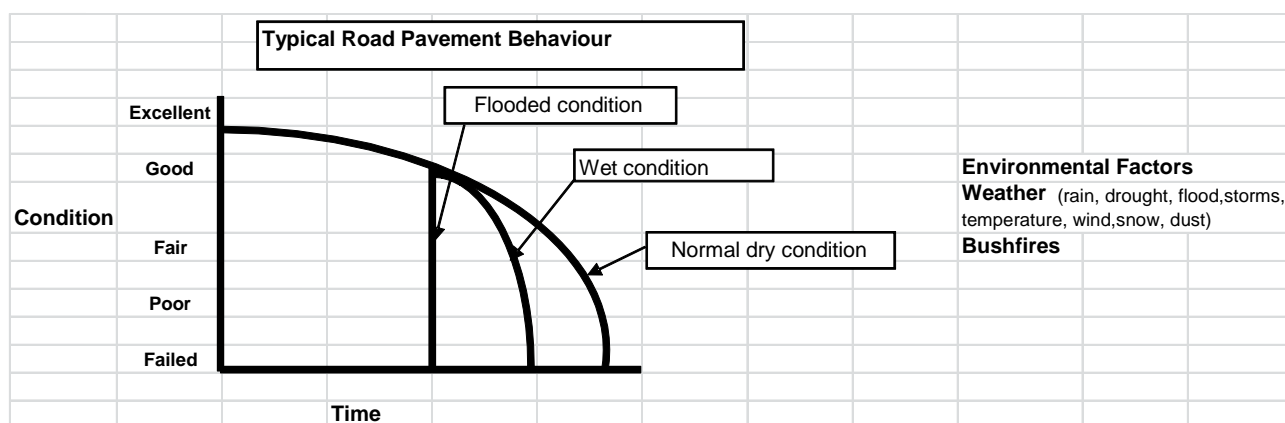 Typical Road Pavement Behaviour
Excellent
Flooded condition
Good
Wet condition
Condition
Fair
Normal dry condition
Poor
Failed
Time
Environmental Factors
Weather (rain, drought, flood,storms,
temperature, wind,snow, dust)
Bushfires